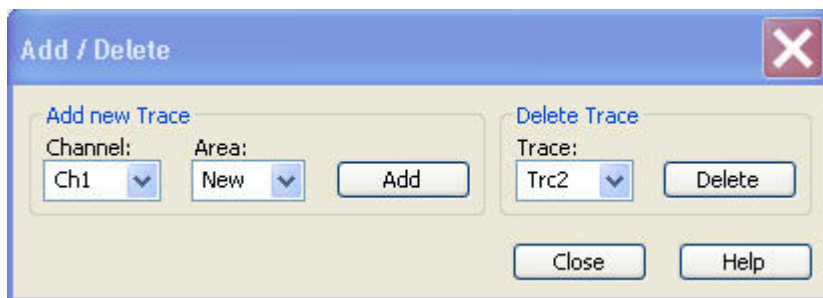 Add / Delete
Add new Trace
Delete Trace
Channel:
Area:
Trace:
Ch1
New
Add
Trc2
Delete
Close
Help